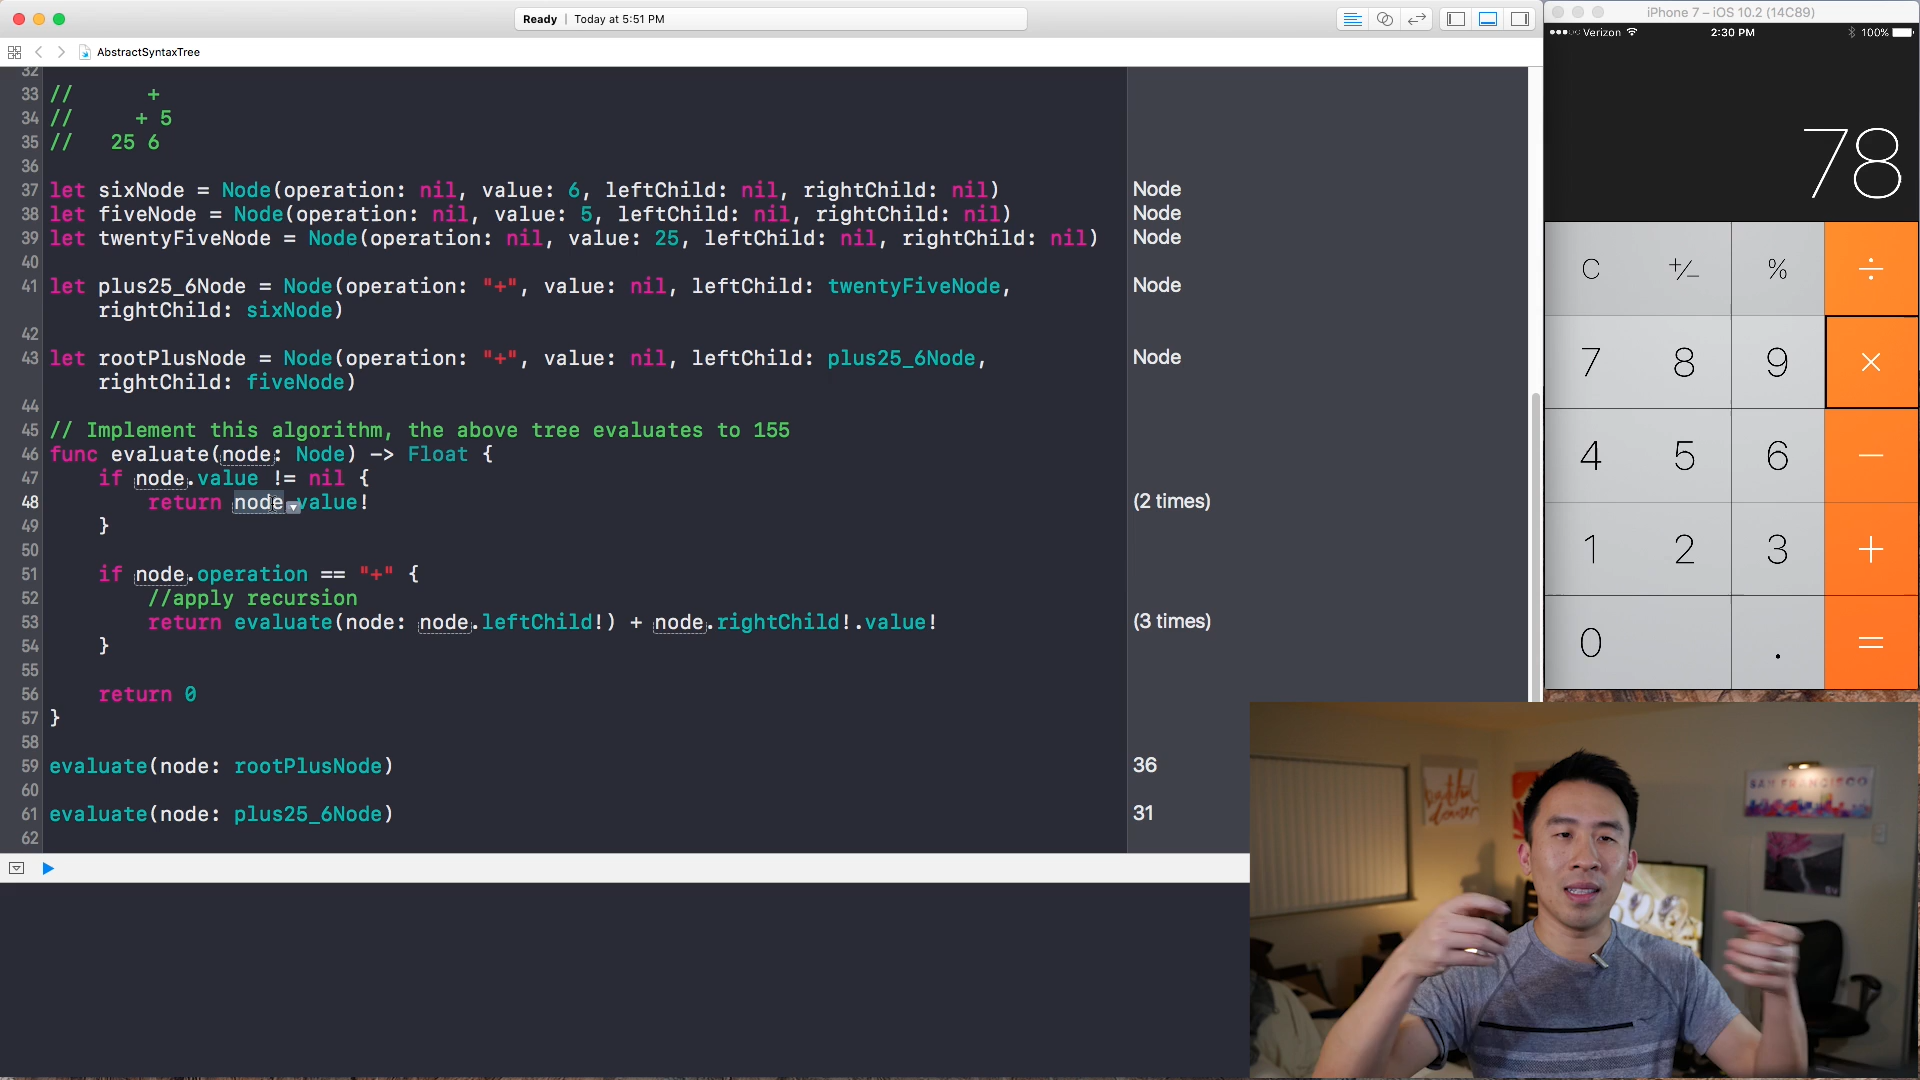 Ready | Today at 5:51 PM
AbstractSyntaxTree
32
33 // +
34 // + 5
35 // 25 6
36
37 let sixNode = Node(operation: nil, value: 6, leftChild: nil, rightChild: nil) Node
38 let fiveNode = Node(operation: nil, value: 5, leftChild: nil, rightChild: nil) Node
39 let twentyFiveNode = Node(operation: nil, value: 25, leftChild: nil, rightChild: nil) Node
40
41 let plus25_6Node = Node(operation: "+", value: nil, leftChild: twentyFiveNode, Node
rightChild: sixNode)
42
43 let rootPlusNode = Node(operation: "+", value: nil, leftChild: plus25_6Node, Node
rightChild: fiveNode)
44
45 // Implement this algorithm, the above tree evaluates to 155
46 func evaluate(node: Node) -> Float {
47 if node.value != nil {
48 return node.value! (2 times)
49 }
50
51 if node.operation == "+" {
52 //apply recursion
53 return evaluate(node: node.leftChild!) + node.rightChild!.value! (3 times)
54 }
55
56 return 0
57 }
58
59 evaluate(node: rootPlusNode) 36
60
61 evaluate(node: plus25_6Node) 31
62
iPhone 7 – iOS 10.2 (14C89)
Verizon 2:30 PM 100%
78
C +/− % ÷
7 8 9 ×
4 5 6 −
1 2 3 +
0 . =
SAN FRANCISCO